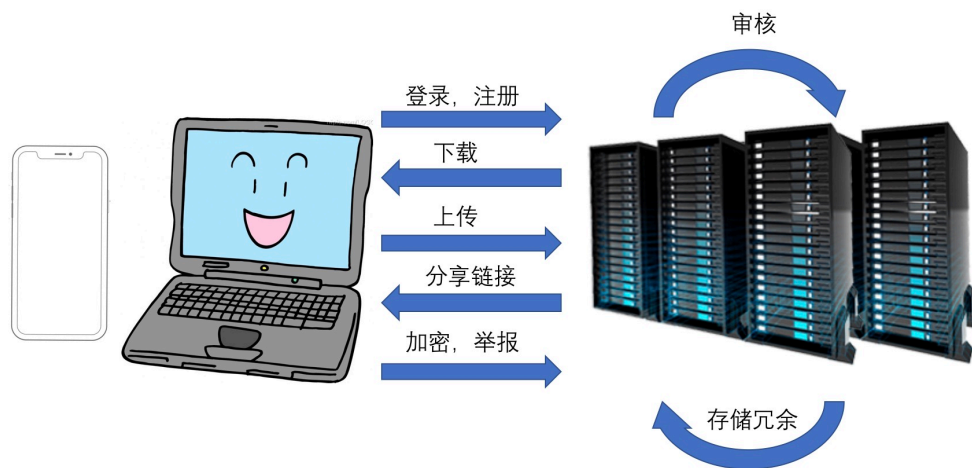 审核
登录，注册
下载
上传
分享链接
加密，举报
存储冗余